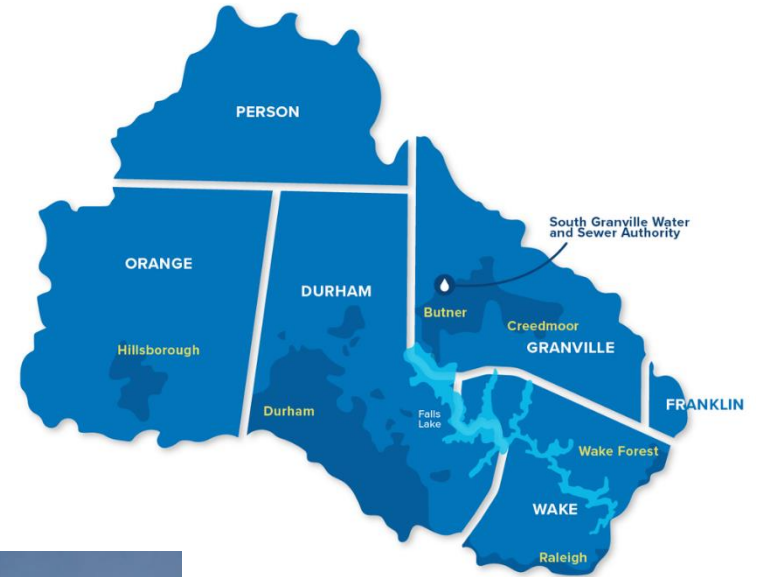 PERSON
South Granville Water
and Sewer Authority
ORANGE
DURHAM
Butner
Creedmoor
GRANVILLE
Hillsborough
Durham
Falls
Lake
FRANKLIN
Wake Forest
WAKE
Raleigh